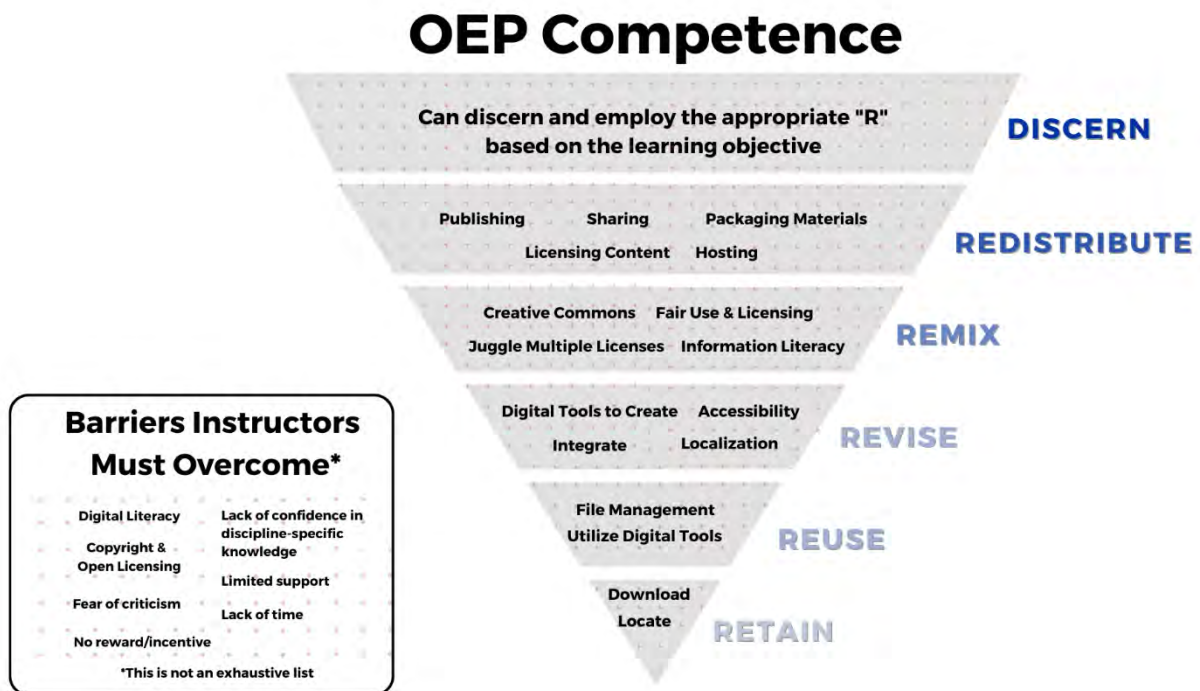 OEP Competence
Can discern and employ the appropriate "R"
based on the learning objective
DISCERN
Publishing Sharing Packaging Materials
Licensing Content Hosting
REDISTRIBUTE
Creative Commons Fair Use & Licensing
Juggle Multiple Licenses Information Literacy
REMIX
Digital Tools to Create Accessibility
Integrate Localization
REVISE
File Management
Utilize Digital Tools
REUSE
Download
Locate
RETAIN
Barriers Instructors
Must Overcome*
Digital Literacy
Copyright &
Open Licensing
Fear of criticism
No reward/incentive
Lack of confidence in
discipline-specific
knowledge
Limited support
Lack of time
*This is not an exhaustive list